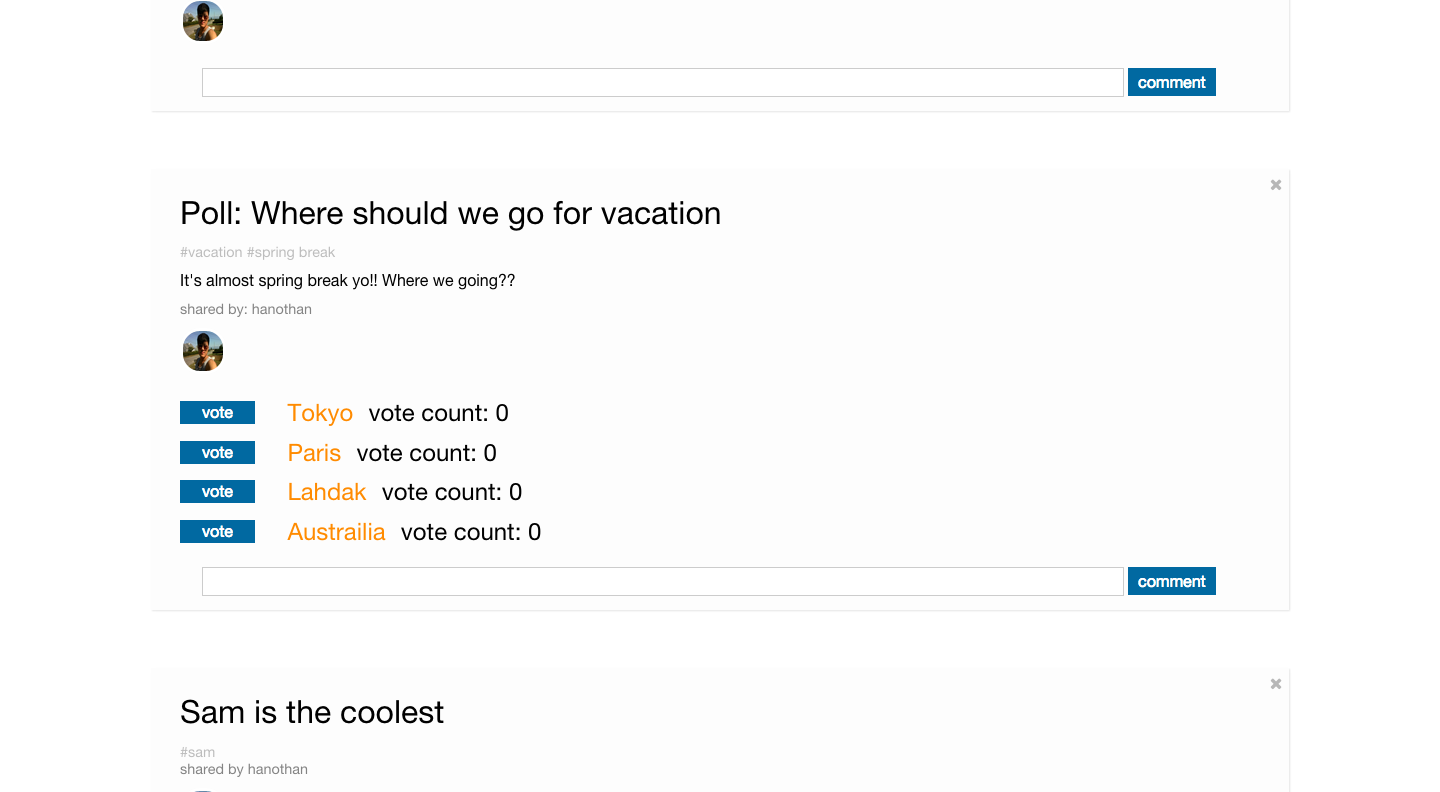 comment
Poll: Where should we go for vacation
#vacation #spring break
It's almost spring break yo!! Where we going??
shared by: hanothan
vote Tokyo vote count: 0
vote Paris vote count: 0
vote Lahdak vote count: 0
vote Austrailia vote count: 0
comment
Sam is the coolest
#sam
shared by hanothan